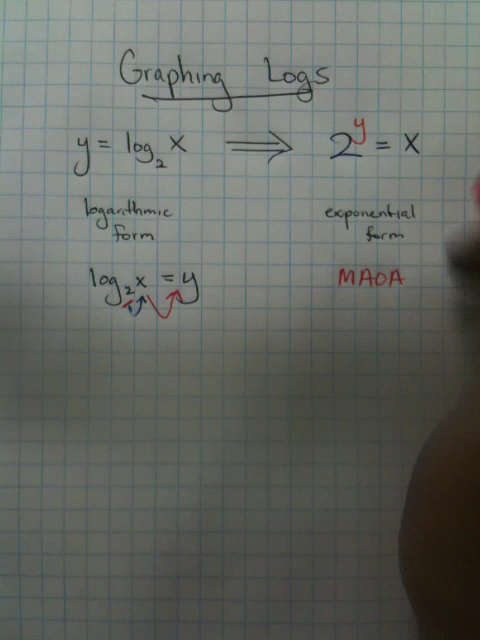 Graphing Logs
y = log₂ x ⟹ 2^y = x
logarithmic form
exponential form
log₂ x = y
MAOA